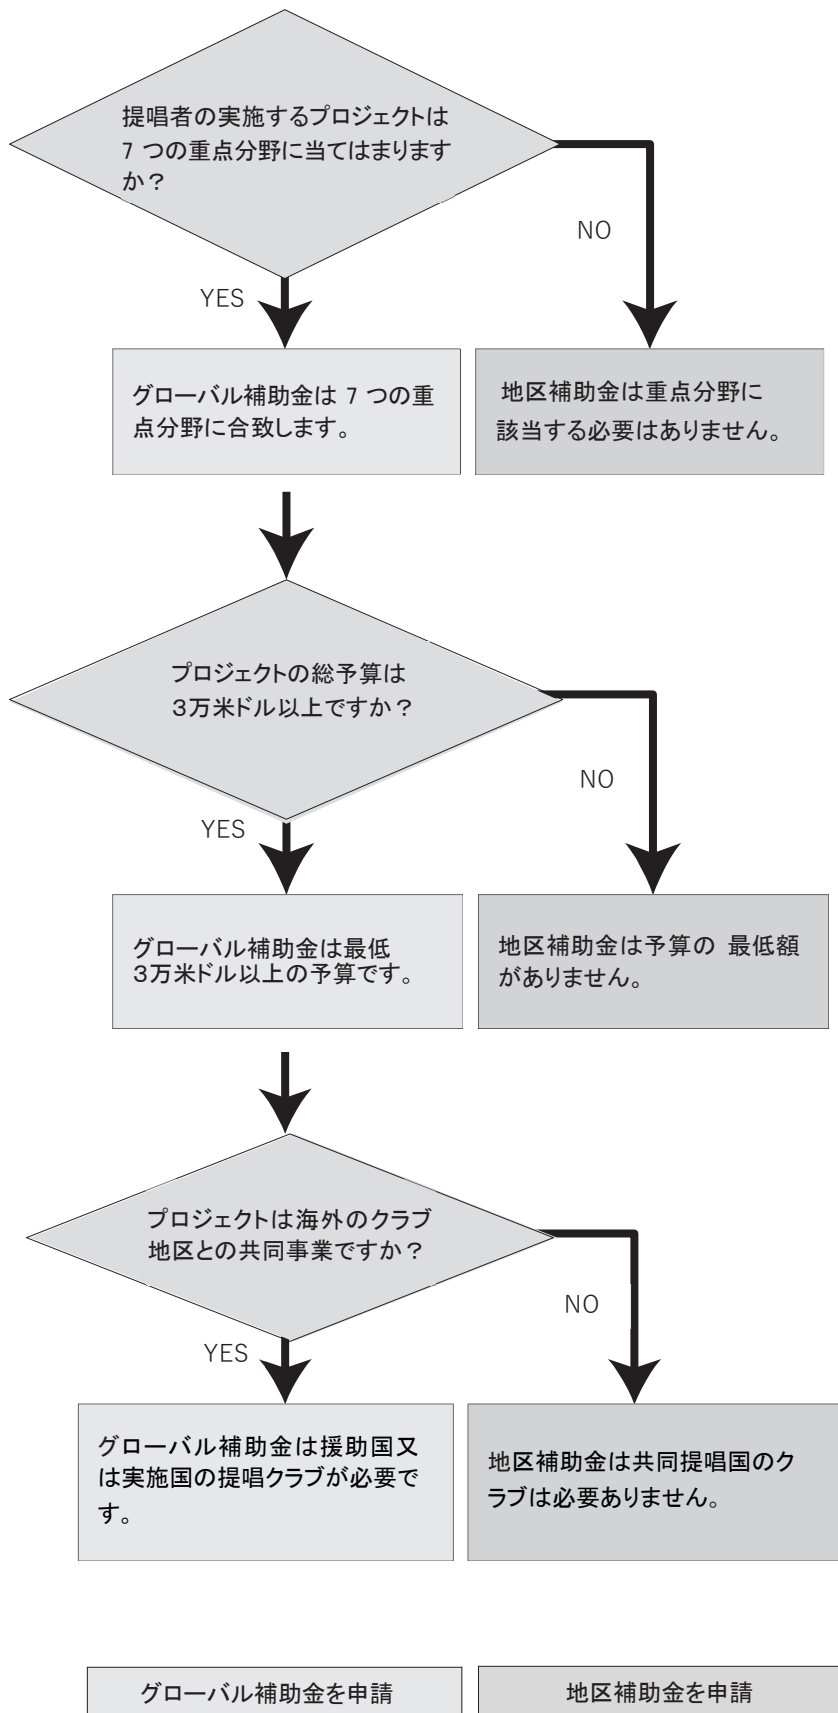 提唱者の実施するプロジェクトは
7 つの重点分野に当てはまります
か？
NO
YES
グローバル補助金は 7 つの重
点分野に合致します。
地区補助金は重点分野に
該当する必要はありません。
プロジェクトの総予算は
３万米ドル以上ですか？
NO
YES
グローバル補助金は最低
３万米ドル以上の予算です。
地区補助金は予算の 最低額
がありません。
プロジェクトは海外のクラブ
地区との共同事業ですか？
NO
YES
グローバル補助金は援助国又
は実施国の提唱クラブが必要で
す。
地区補助金は共同提唱国のク
ラブは必要ありません。
グローバル補助金を申請
地区補助金を申請